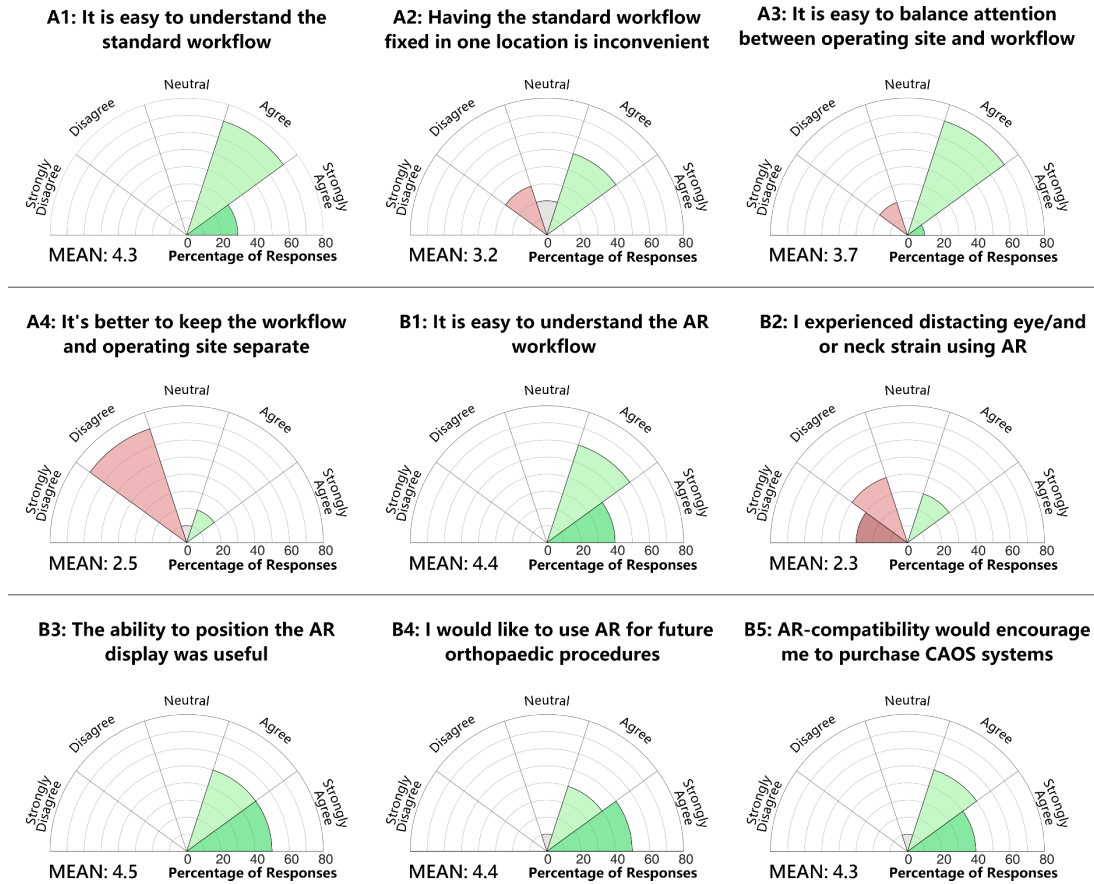 A1: It is easy to understand the
standard workflow
Neutral
Disagree
Agree
Strongly
Disagree
Strongly
Agree
0 20 40 60 80
MEAN: 4.3
Percentage of Responses
A2: Having the standard workflow
fixed in one location is inconvenient
Neutral
Disagree
Agree
Strongly
Disagree
Strongly
Agree
0 20 40 60 80
MEAN: 3.2
Percentage of Responses
A3: It is easy to balance attention
between operating site and workflow
Neutral
Disagree
Agree
Strongly
Disagree
Strongly
Agree
0 20 40 60 80
MEAN: 3.7
Percentage of Responses
A4: It's better to keep the workflow
and operating site separate
Neutral
Disagree
Agree
Strongly
Disagree
Strongly
Agree
0 20 40 60 80
MEAN: 2.5
Percentage of Responses
B1: It is easy to understand the AR
workflow
Neutral
Disagree
Agree
Strongly
Disagree
Strongly
Agree
0 20 40 60 80
MEAN: 4.4
Percentage of Responses
B2: I experienced distacting eye/and
or neck strain using AR
Neutral
Disagree
Agree
Strongly
Disagree
Strongly
Agree
0 20 40 60 80
MEAN: 2.3
Percentage of Responses
B3: The ability to position the AR
display was useful
Neutral
Disagree
Agree
Strongly
Disagree
Strongly
Agree
0 20 40 60 80
MEAN: 4.5
Percentage of Responses
B4: I would like to use AR for future
orthopaedic procedures
Neutral
Disagree
Agree
Strongly
Disagree
Strongly
Agree
0 20 40 60 80
MEAN: 4.4
Percentage of Responses
B5: AR-compatibility would encourage
me to purchase CAOS systems
Neutral
Disagree
Agree
Strongly
Disagree
Strongly
Agree
0 20 40 60 80
MEAN: 4.3
Percentage of Responses